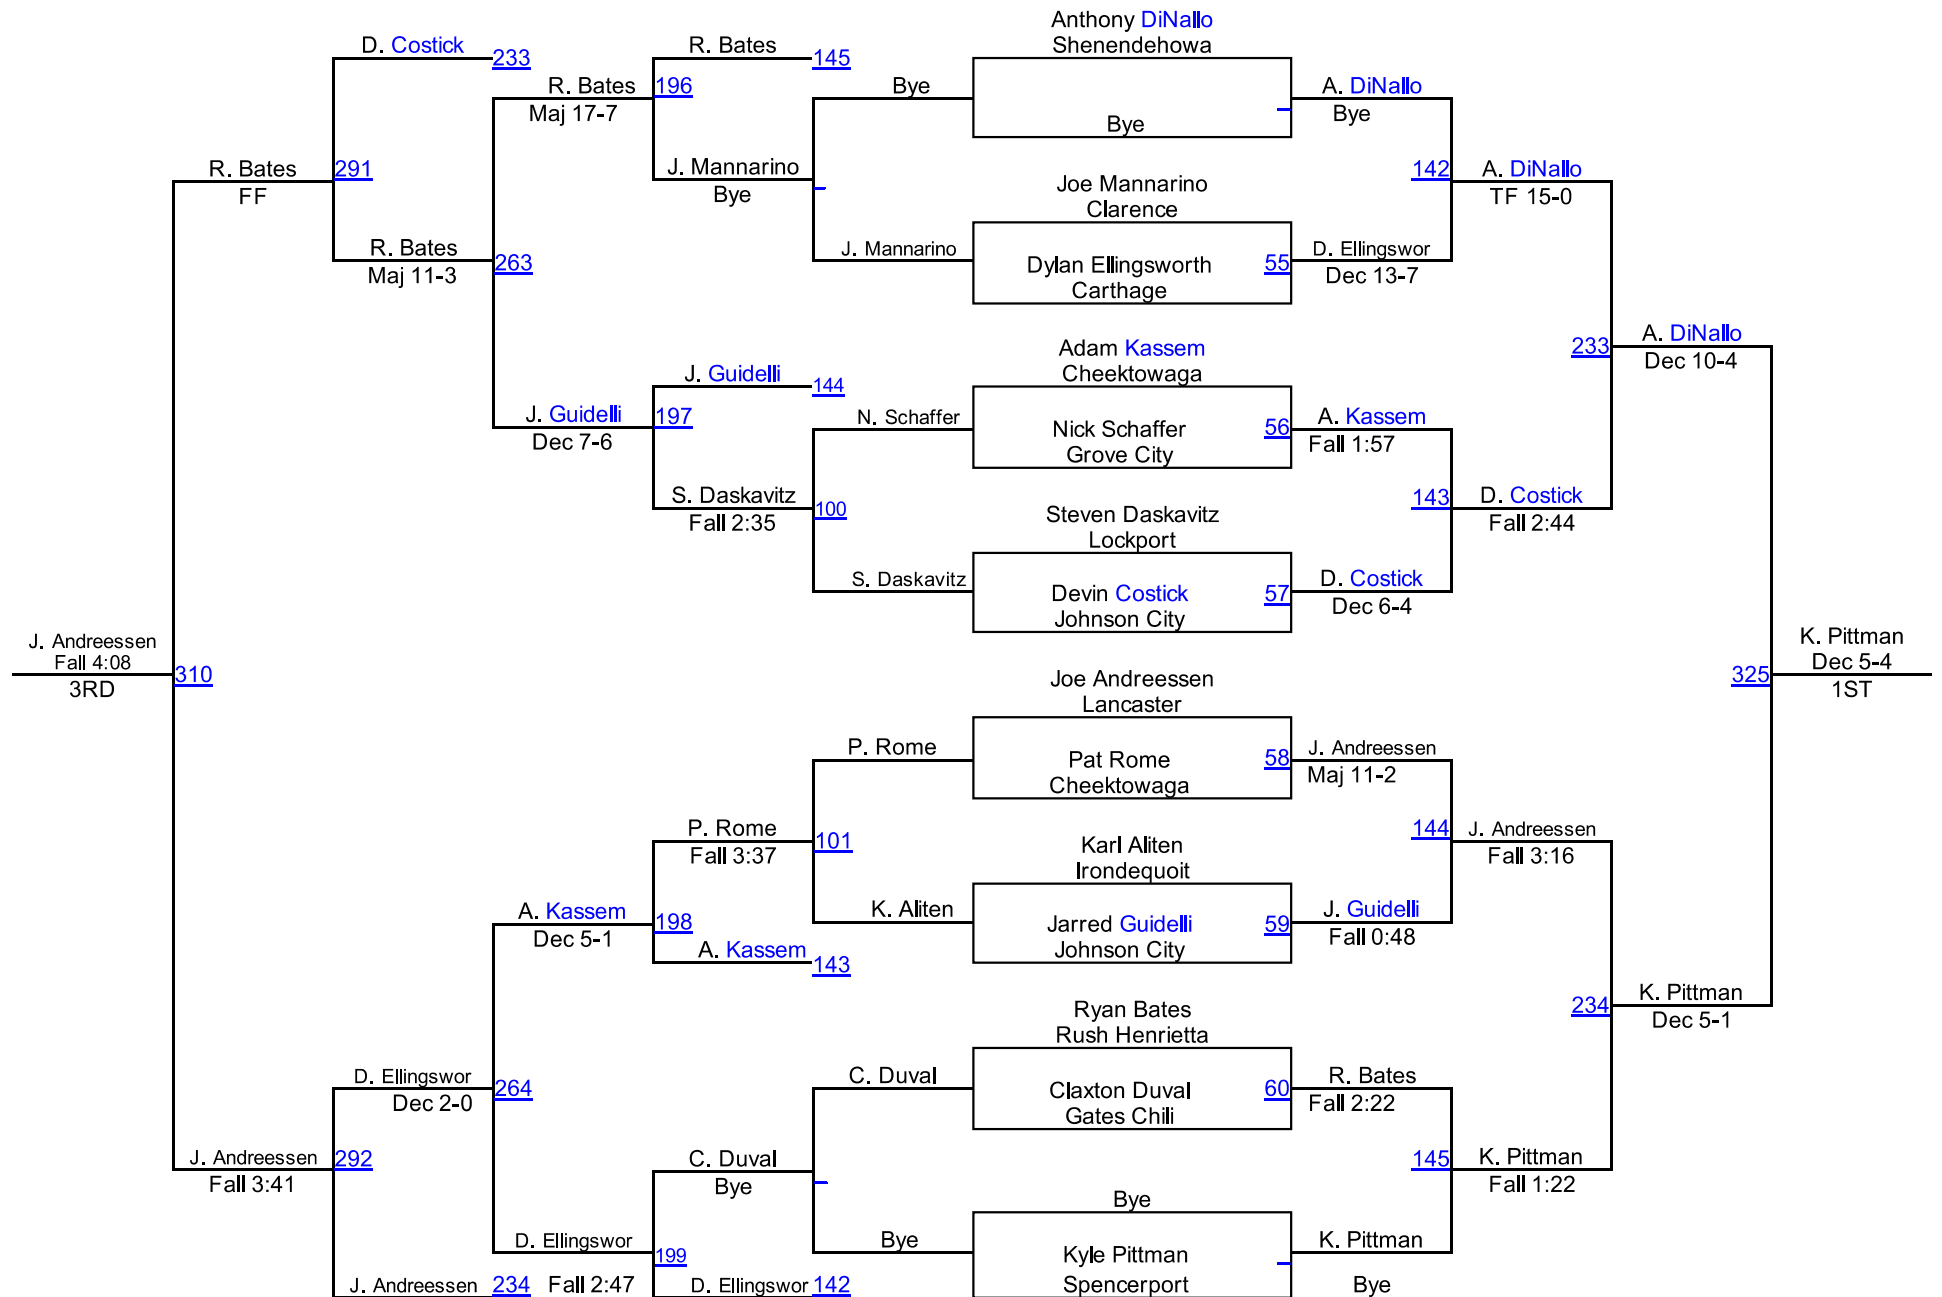 Anthony DiNallo
D. Costick
R. Bates
Shenendehowa
233
145
R. Bates
196
Bye
A. DiNallo
Maj 17-7
Bye
Bye
R. Bates
291
J. Mannarino
142
A. DiNallo
FF
Bye
Joe Mannarino
TF 15-0
Clarence
R. Bates
J. Mannarino
D. Ellingswor
Maj 11-3
263
Dylan Ellingsworth
55
Dec 13-7
Carthage
A. DiNallo
Adam Kassem
233
Dec 10-4
J. Guidelli
Cheektowaga
144
J. Guidelli
197
N. Schaffer
A. Kassem
Dec 7-6
Nick Schaffer
56
Fall 1:57
Grove City
S. Daskavitz
143
D. Costick
Fall 2:35
100
Steven Daskavitz
Fall 2:44
Lockport
S. Daskavitz
D. Costick
Devin Costick
57
Dec 6-4
Johnson City
J. Andreessen
K. Pittman
Fall 4:08
Dec 5-4
3RD
310
325
1ST
Joe Andreessen
Lancaster
P. Rome
J. Andreessen
Pat Rome
58
Maj 11-2
Cheektowaga
P. Rome
144
J. Andreessen
Fall 3:37
101
Karl Aliten
Fall 3:16
Irondequoit
A. Kassem
K. Aliten
J. Guidelli
Dec 5-1
198
Jarred Guidelli
59
Fall 0:48
A. Kassem
Johnson City
143
K. Pittman
Ryan Bates
234
Dec 5-1
Rush Henrietta
D. Ellingswor
C. Duval
R. Bates
Dec 2-0
264
Claxton Duval
60
Fall 2:22
Gates Chili
J. Andreessen
292
C. Duval
145
K. Pittman
Fall 3:41
Bye
Fall 1:22
Bye
D. Ellingswor
Bye
K. Pittman
199
Kyle Pittman
J. Andreessen
234
Fall 2:47
D. Ellingswor
142
Spencerport
Bye